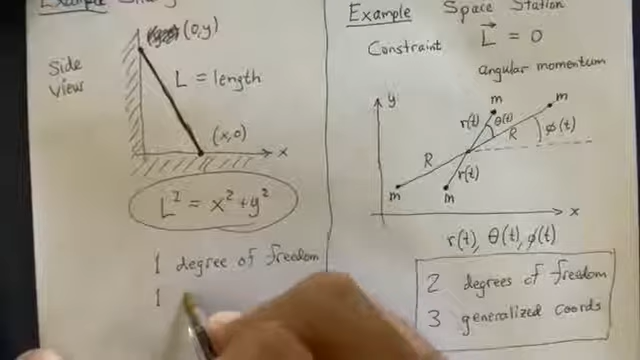 Example
(0,y)
Side
View
L = length
(x,0)
x
L² = x² + y²
1 degree of freedom
1
Example Space Station
Constraint L⃗ = 0
angular momentum
y
m
m
r(t)
θ(t)
R
ϕ(t)
R
r(t)
m
m
x
r(t), θ(t), ϕ(t)
2 degrees of freedom
3 generalized coords